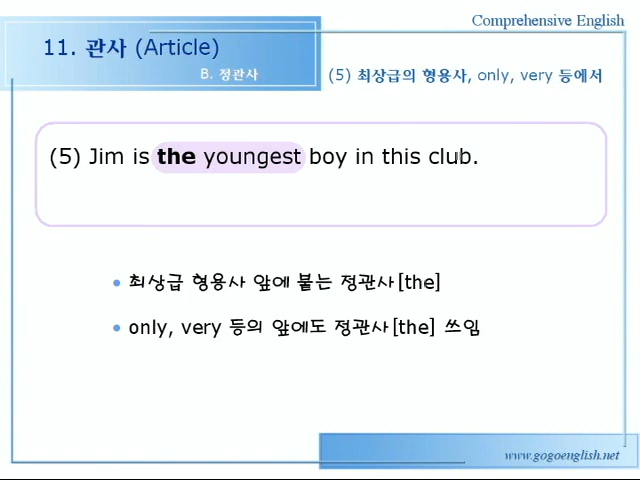 Comprehensive English
11. 관사 (Article)
B. 정관사
(5) 최상급의 형용사, only, very 등에서
(5) Jim is the youngest boy in this club.
• 최상급 형용사 앞에 붙는 정관사[the]
• only, very 등의 앞에도 정관사[the] 쓰임
www.gogoenglish.net